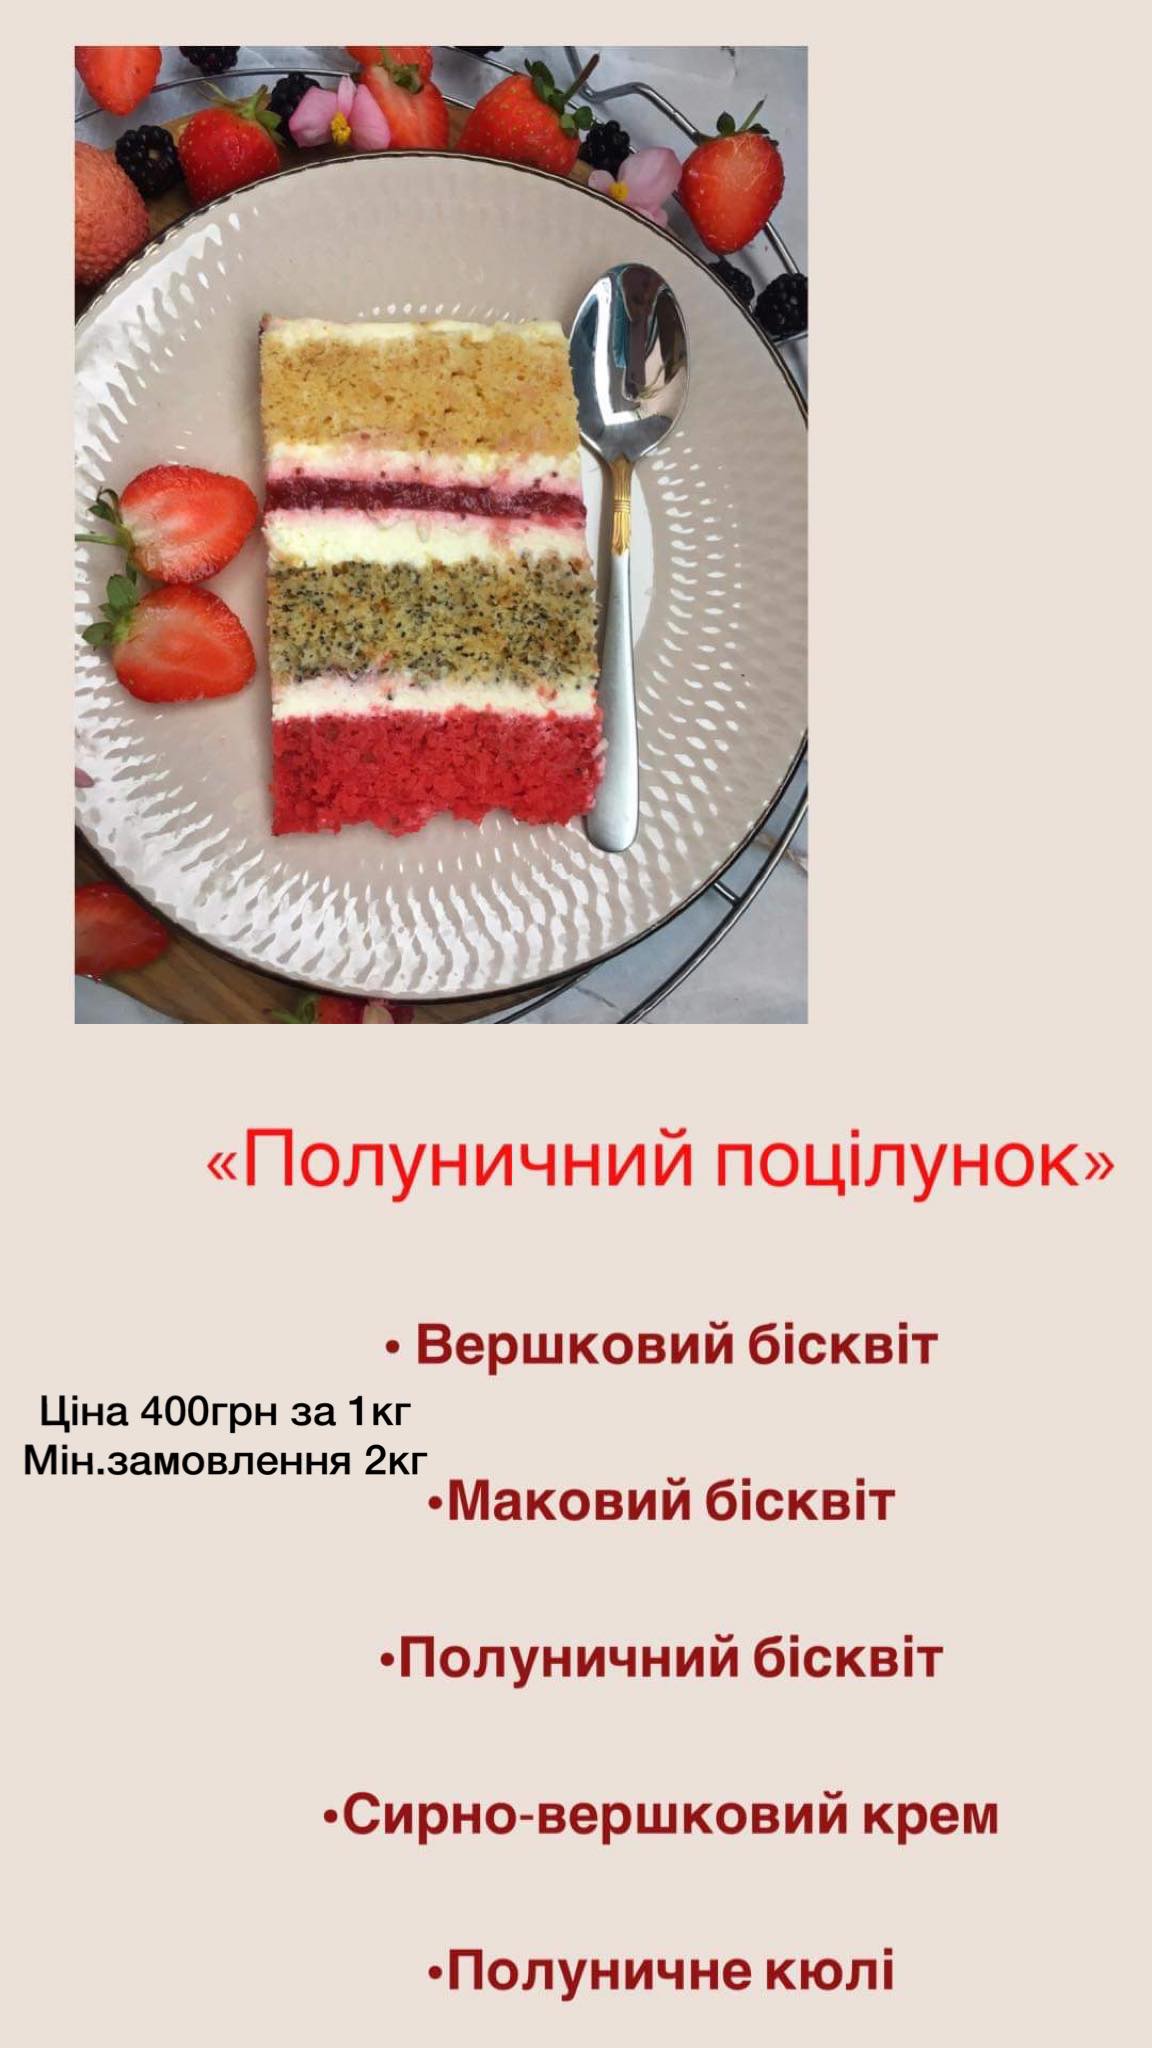 «Полуничний поцілунок»
• Вершковий бісквіт
Ціна 400грн за 1кг
Мін.замовлення 2кг
•Маковий бісквіт
•Полуничний бісквіт
•Сирно-вершковий крем
•Полуничне кюлі